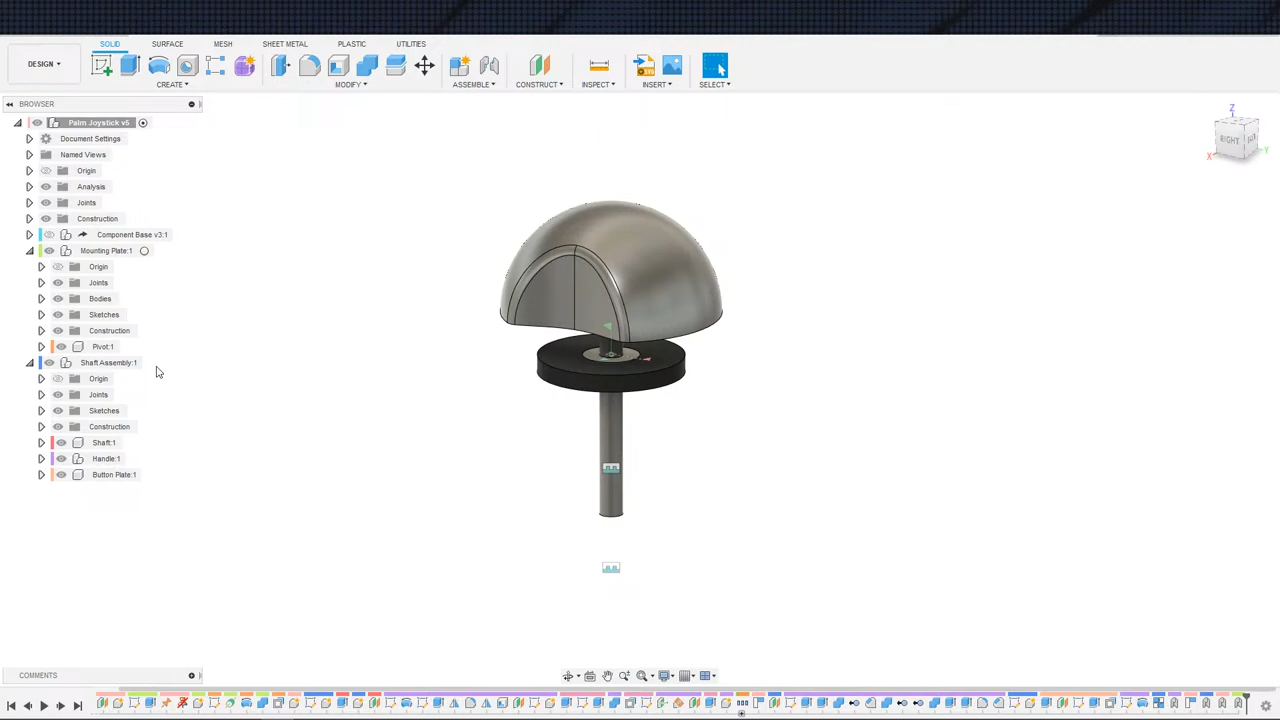 SOLID SURFACE MESH SHEET METAL PLASTIC UTILITIES
DESIGN
CREATE MODIFY ASSEMBLE CONSTRUCT INSPECT INSERT SELECT
BROWSER
Palm Joystick v5
Document Settings
Named Views
Origin
Analysis
Joints
Construction
Component Base v3:1
Mounting Plate:1
Origin
Joints
Bodies
Sketches
Construction
Pivot:1
Shaft Assembly:1
Origin
Joints
Sketches
Construction
Shaft:1
Handle:1
Button Plate:1
Z
RIGHT
X
Y
COMMENTS